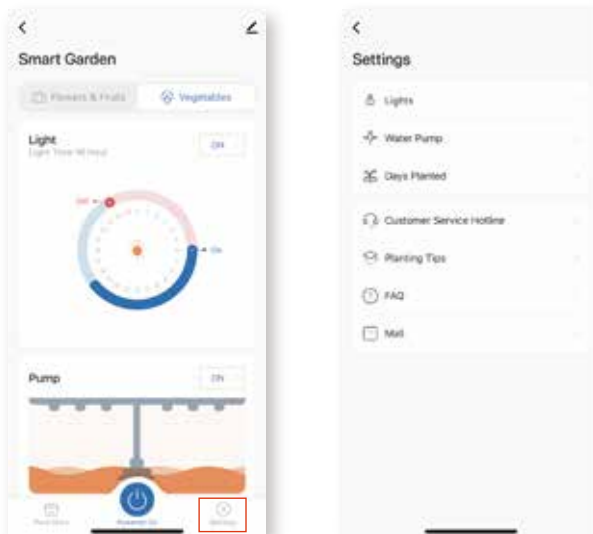 Smart Garden
Flowers & Fruits
Vegetables
Light
ON
Off
On
Pump
ON
Settings
Settings
Lights
Water Pump
Days Planted
Customer Service Hotline
Planting Tips
FAQ
Mall